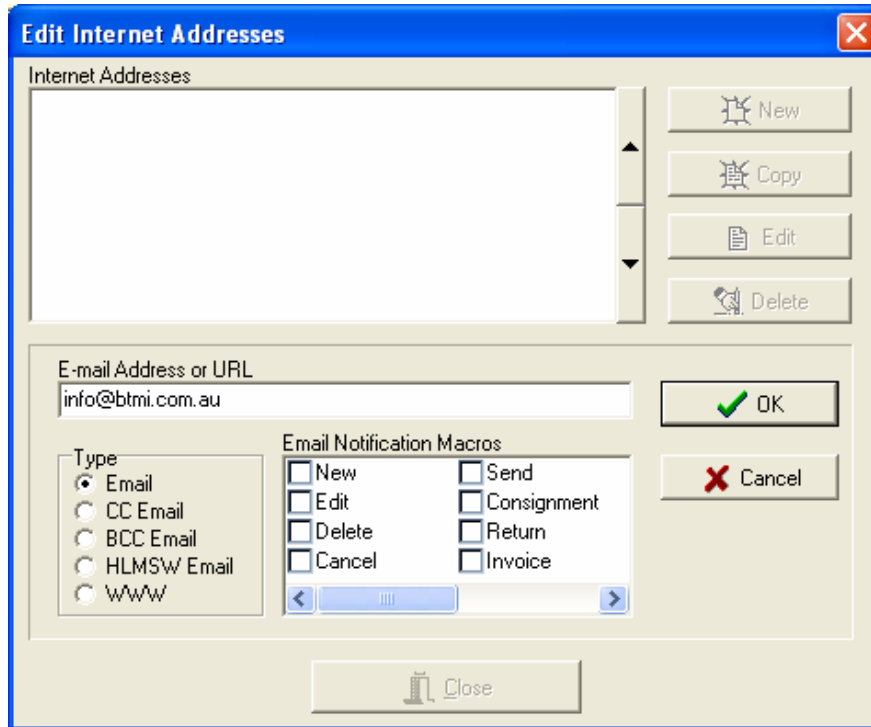 Edit Internet Addresses
Internet Addresses
New
Copy
Edit
Delete
E-mail Address or URL
info@btmi.com.au
OK
Cancel
Type
Email
CC Email
BCC Email
HLMSW Email
WWW
Email Notification Macros
New Send
Edit Consignment
Delete Return
Cancel Invoice
Close